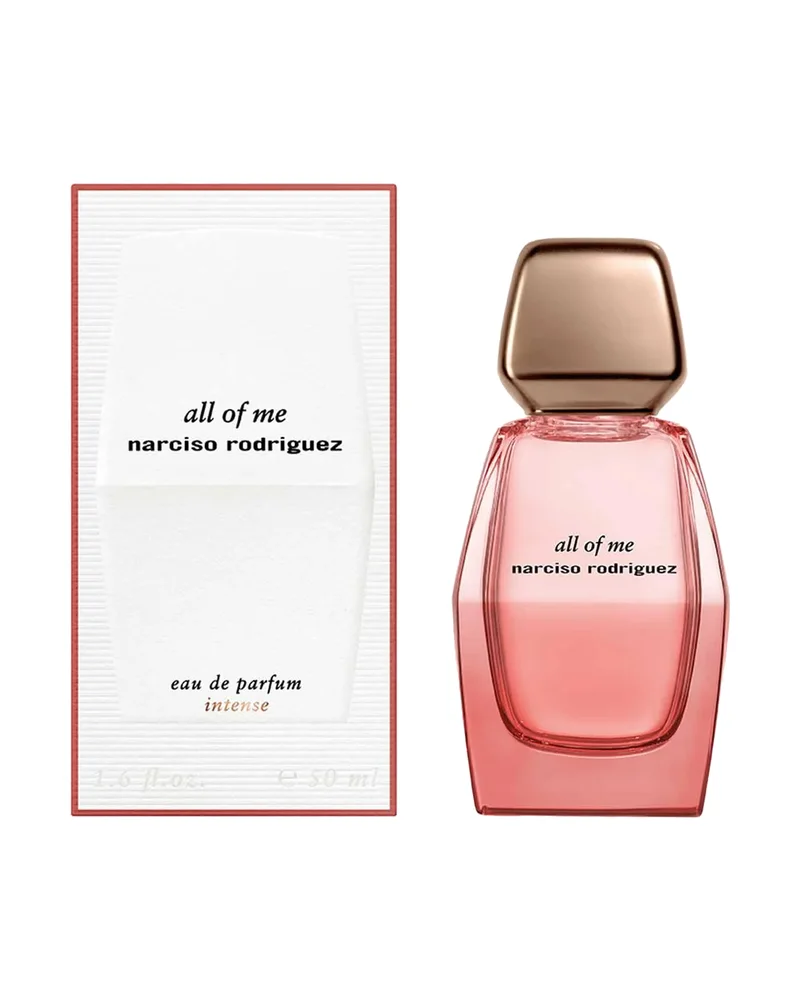 all of me
narciso rodriguez
eau de parfum
intense
1.6 fl.oz. ℮ 50 ml
all of me
narciso rodriguez